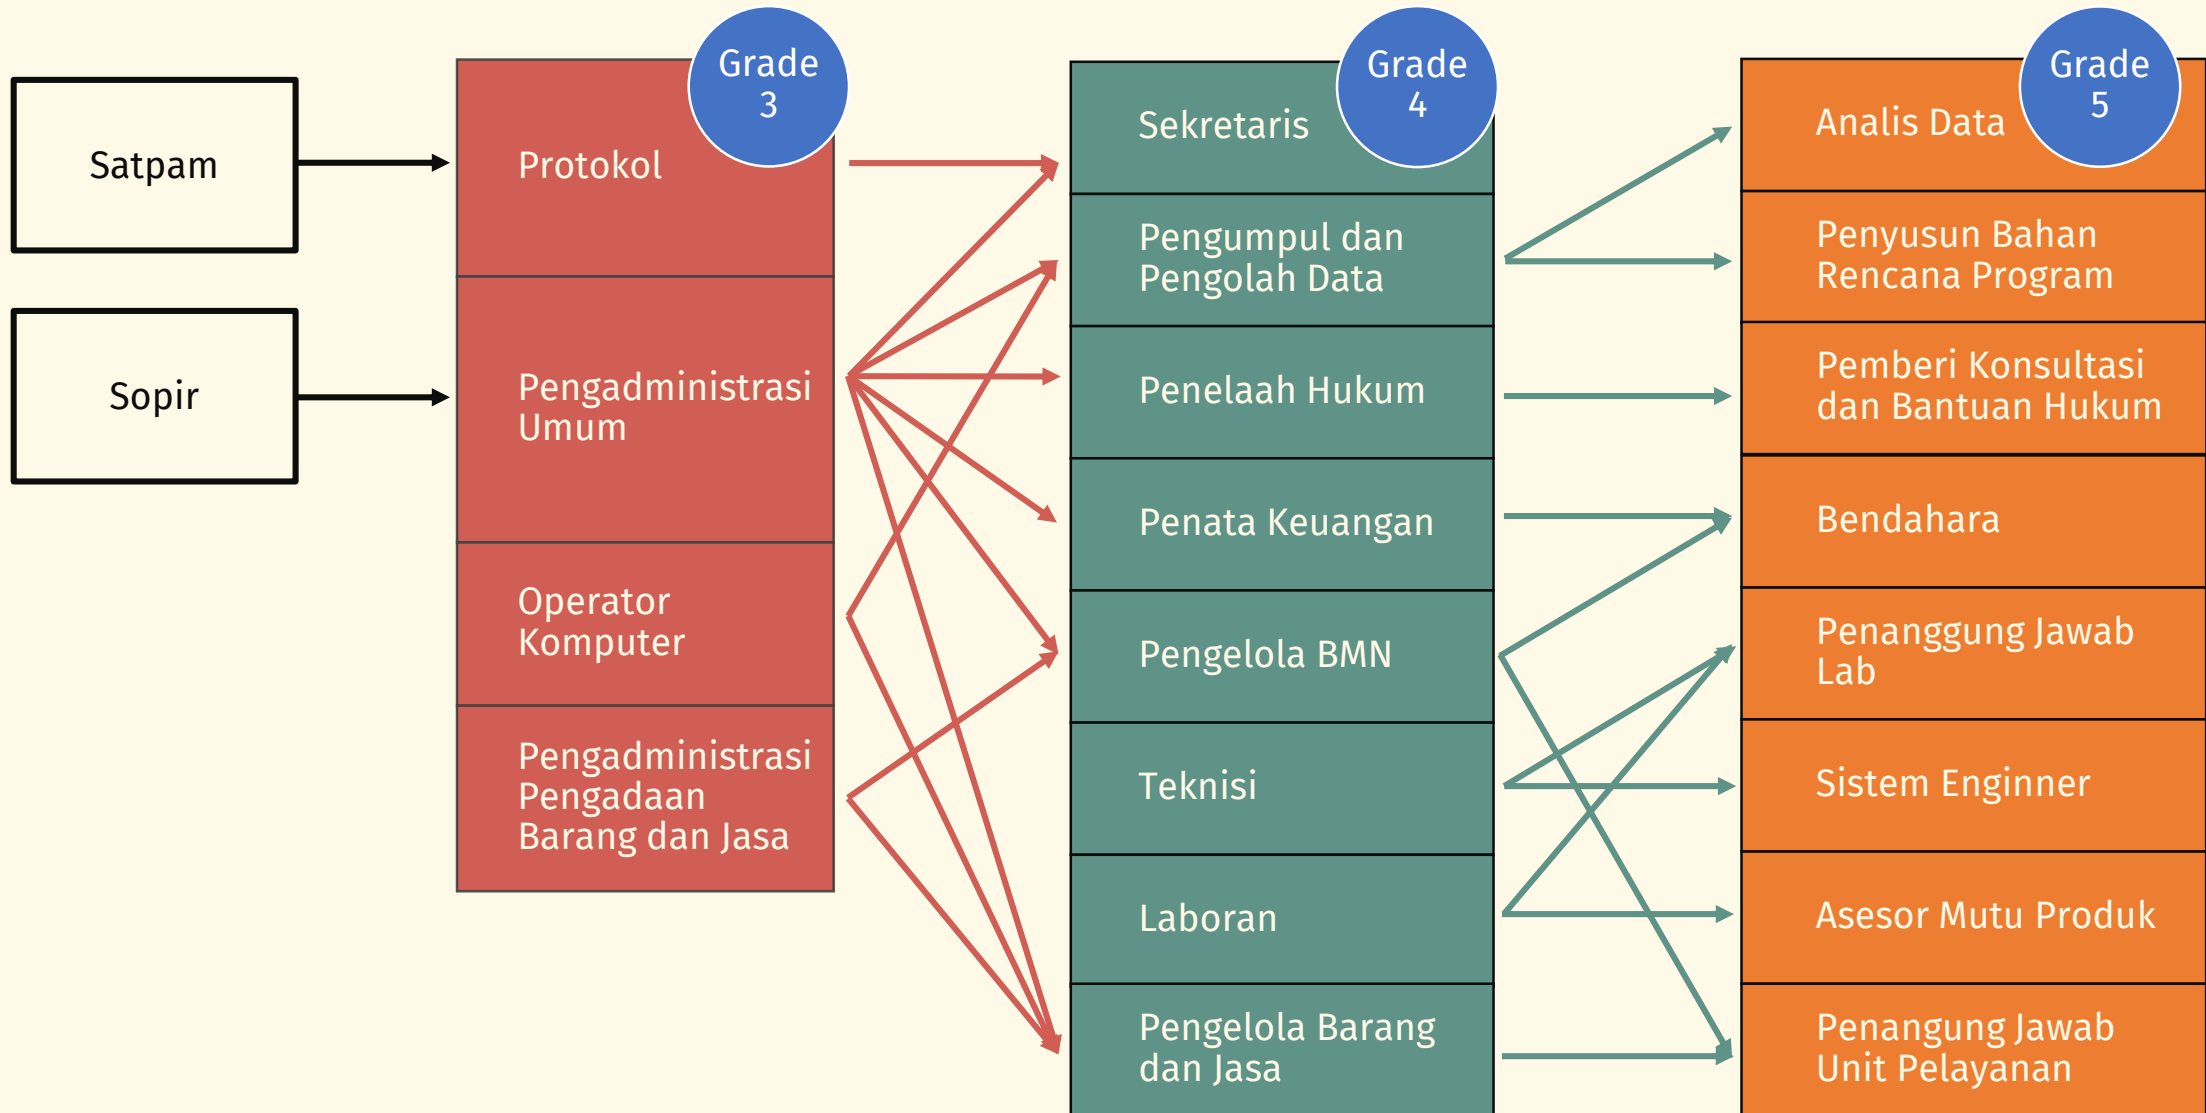 Satpam
Sopir
Grade
3
Protokol
Pengadministrasi
Umum
Operator
Komputer
Pengadministrasi
Pengadaan
Barang dan Jasa
Grade
4
Sekretaris
Pengumpul dan
Pengolah Data
Penelaah Hukum
Penata Keuangan
Pengelola BMN
Teknisi
Laboran
Pengelola Barang
dan Jasa
Grade
5
Analis Data
Penyusun Bahan
Rencana Program
Pemberi Konsultasi
dan Bantuan Hukum
Bendahara
Penanggung Jawab
Lab
Sistem Enginner
Asesor Mutu Produk
Penangung Jawab
Unit Pelayanan